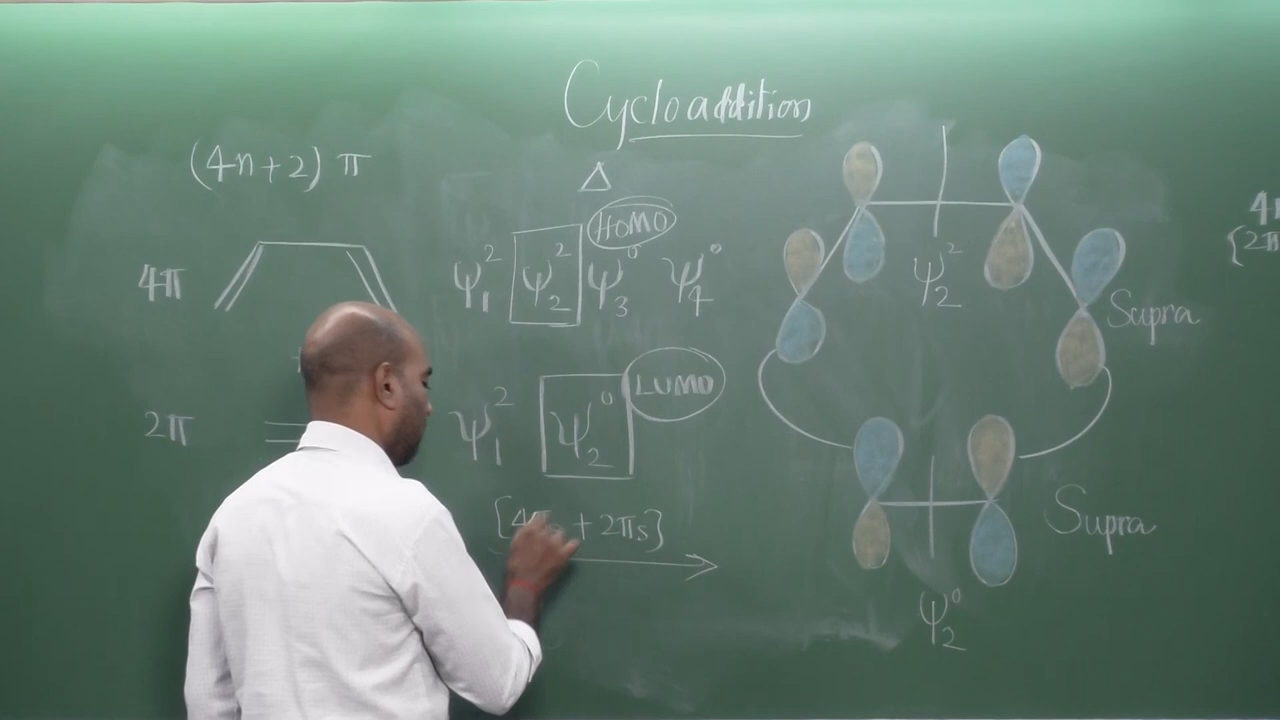 Cycloaddition
(4n+2) π
Δ
HOMO
4π
ψ₁² ψ₂² ψ₃⁰ ψ₄⁰
ψ₂²
Supra
LUMO
2π
ψ₁² ψ₂⁰
+ 2πs]
Supra
ψ₂⁰